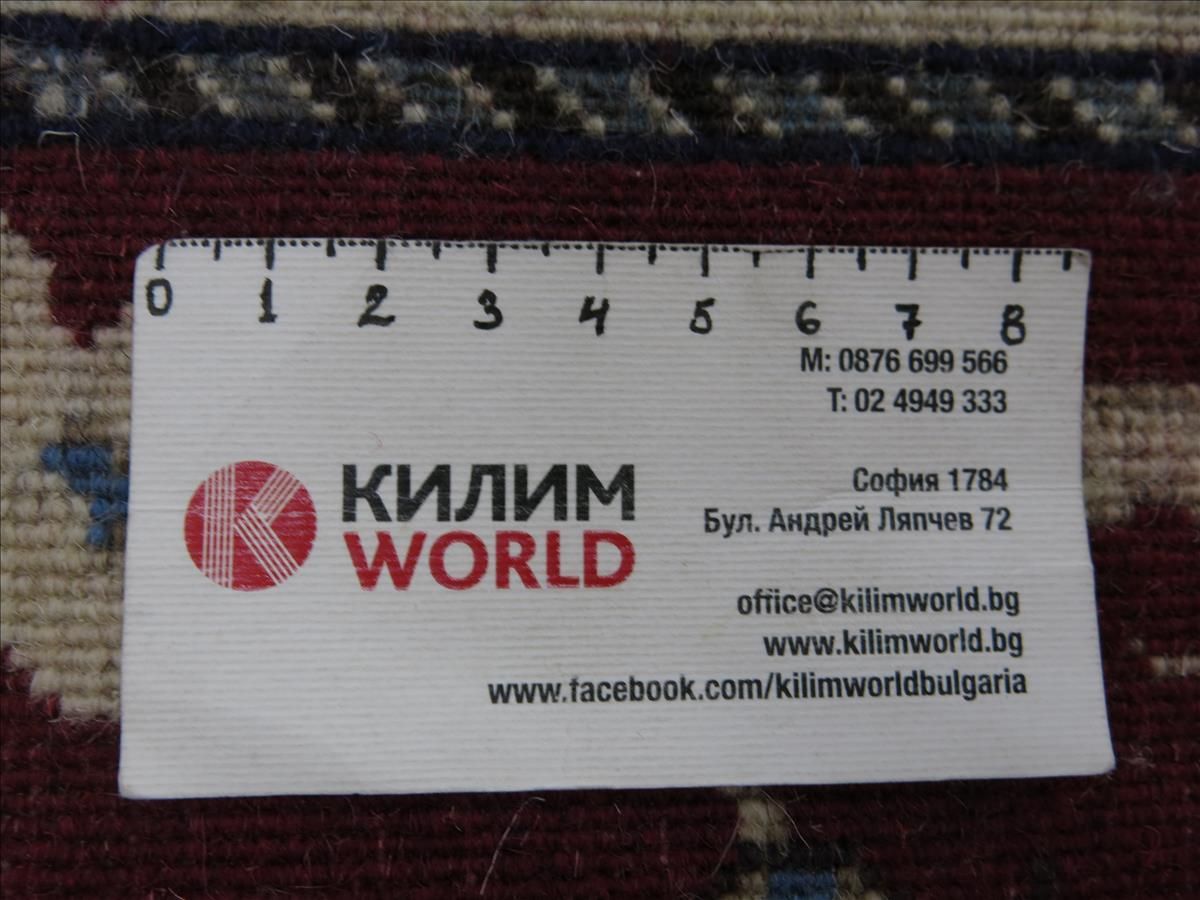 0 1 2 3 4 5 6 7 8
М: 0876 699 566
Т: 02 4949 333
КИЛИМ
WORLD
София 1784
Бул. Андрей Ляпчев 72
office@kilimworld.bg
www.kilimworld.bg
www.facebook.com/kilimworldbulgaria